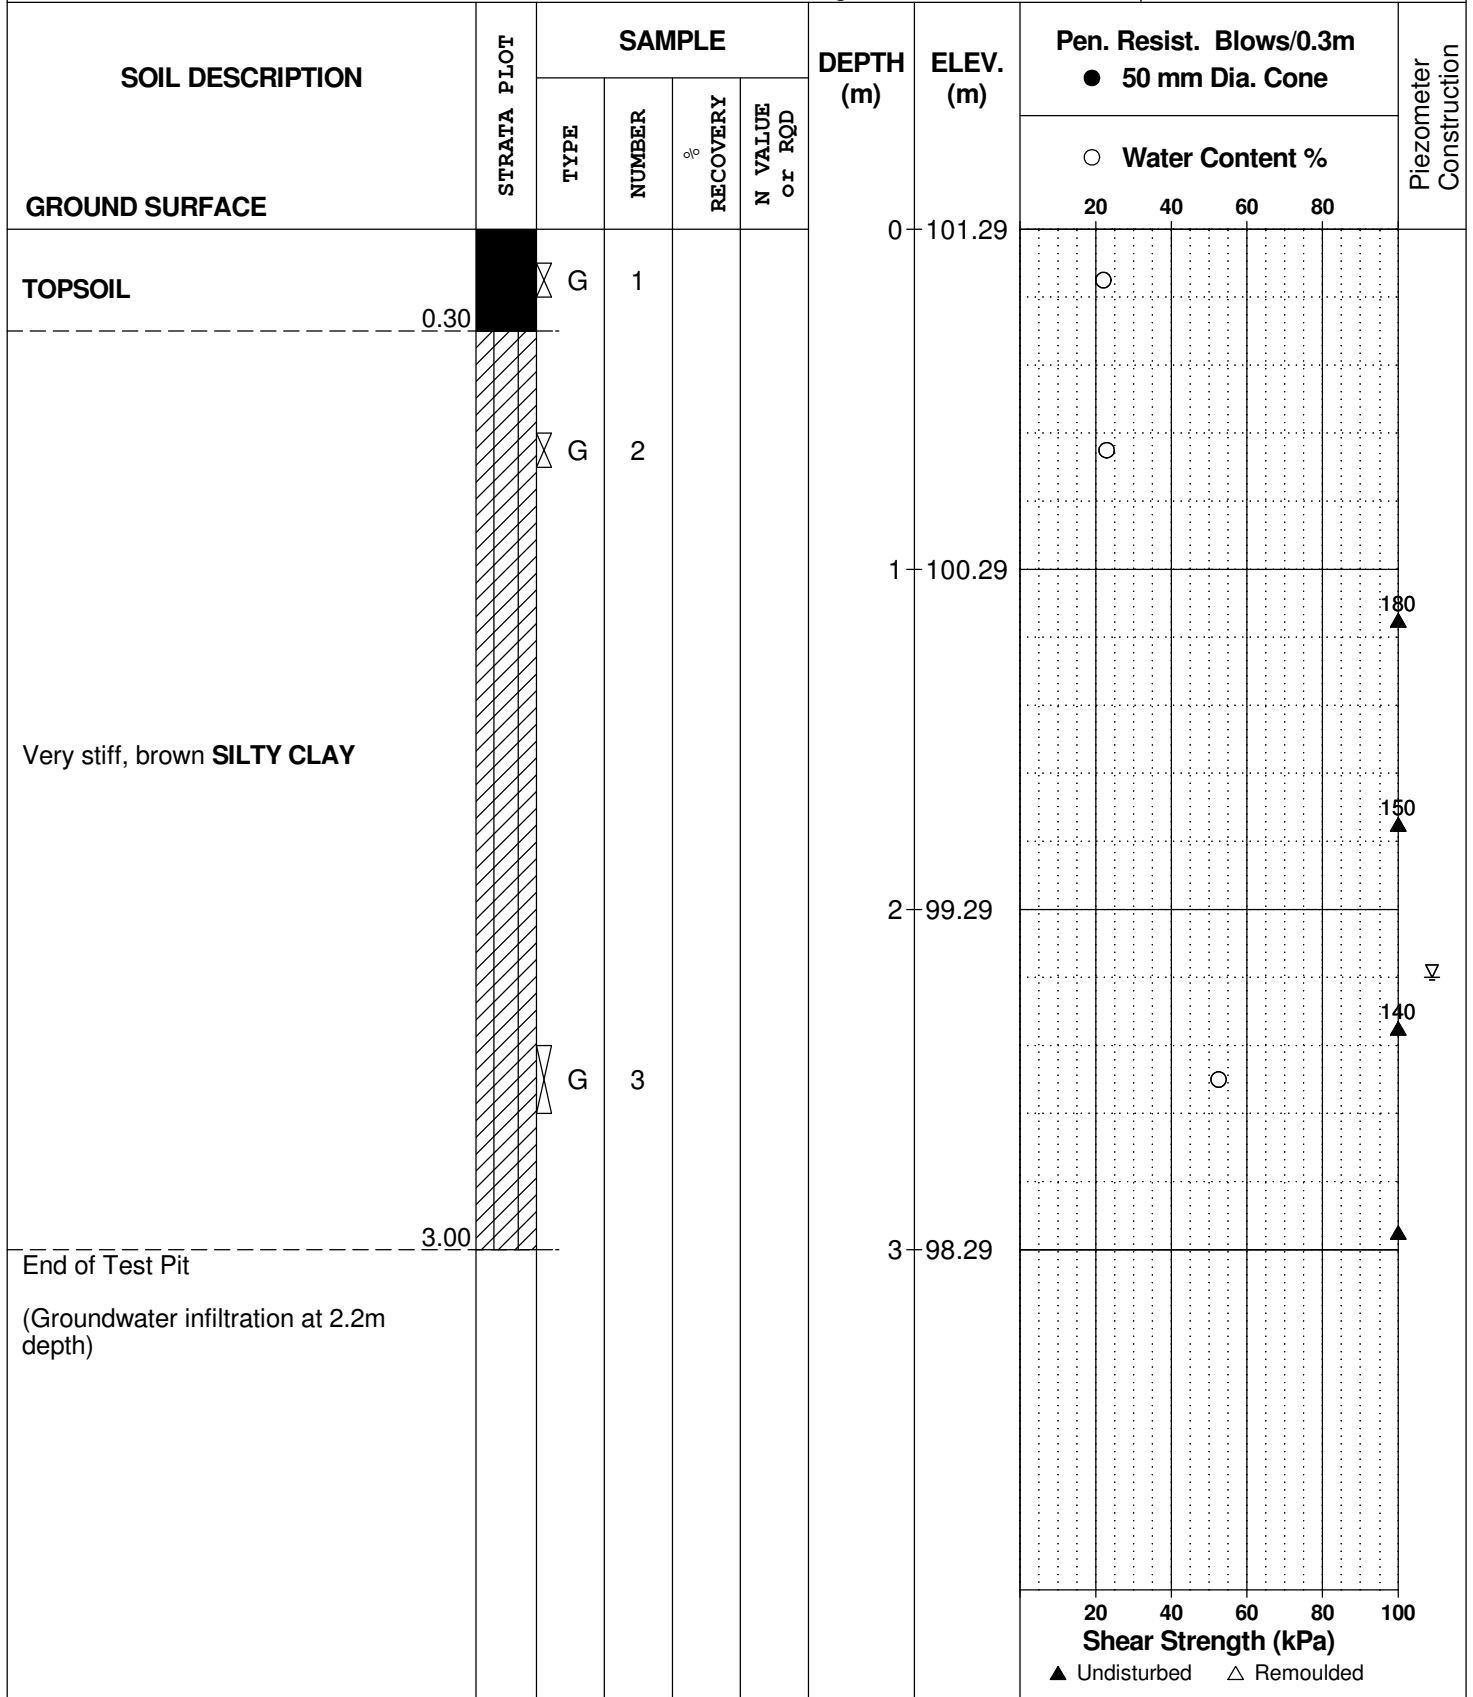 SOIL DESCRIPTION
GROUND SURFACE
STRATA PLOT
SAMPLE
TYPE
NUMBER
%
RECOVERY
N VALUE
or RQD
DEPTH
(m)
ELEV.
(m)
Pen. Resist. Blows/0.3m
● 50 mm Dia. Cone
○ Water Content %
20 40 60 80
Piezometer
Construction
0 101.29
TOPSOIL
G 1
0.30
G 2
1 100.29
180
Very stiff, brown SILTY CLAY
150
2 99.29
140
G 3
3.00
3 98.29
End of Test Pit
(Groundwater infiltration at 2.2m
depth)
20 40 60 80 100
Shear Strength (kPa)
▲ Undisturbed △ Remoulded